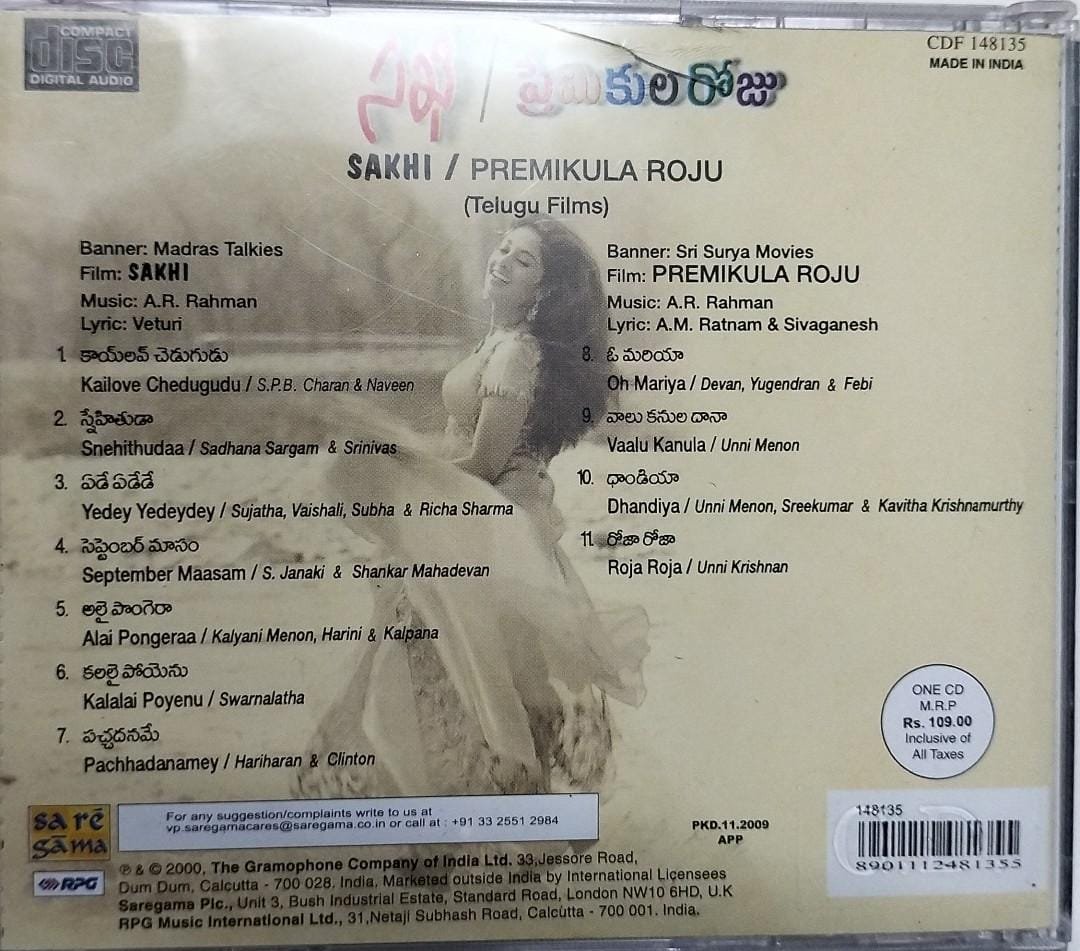 COMPACT
disc
DIGITAL AUDIO
CDF 148135
MADE IN INDIA
సఖి / ప్రేమికుల రోజు
SAKHI / PREMIKULA ROJU
(Telugu Films)
Banner: Madras Talkies
Film: SAKHI
Music: A.R. Rahman
Lyric: Veturi
1. కాయ్‌లవ్ చెడుగుడు
Kailove Chedugudu / S.P.B. Charan & Naveen
2. స్నేహితుడా
Snehithudaa / Sadhana Sargam & Srinivas
3. ఏడే ఏడేడే
Yedey Yedeydey / Sujatha, Vaishali, Subha & Richa Sharma
4. సెప్టెంబర్ మాసం
September Maasam / S. Janaki & Shankar Mahadevan
5. అలై పొంగెరా
Alai Pongeraa / Kalyani Menon, Harini & Kalpana
6. కలలై పోయెను
Kalalai Poyenu / Swarnalatha
7. పచ్చదనమే
Pachhadanamey / Hariharan & Clinton
Banner: Sri Surya Movies
Film: PREMIKULA ROJU
Music: A.R. Rahman
Lyric: A.M. Ratnam & Sivaganesh
8. ఓ మరియా
Oh Mariya / Devan, Yugendran & Febi
9. వాలు కనుల దానా
Vaalu Kanula / Unni Menon
10. ధాండియా
Dhandiya / Unni Menon, Sreekumar & Kavitha Krishnamurthy
11. రోజా రోజా
Roja Roja / Unni Krishnan
ONE CD
M.R.P
Rs. 109.00
Inclusive of
All Taxes
sa ré
gama
RPG
For any suggestion/complaints write to us at
vp.saregamacares@saregama.co.in or call at : +91 33 2551 2984
PKD.11.2009
APP
148135
8901112481355
℗ & © 2000, The Gramophone Company of India Ltd. 33,Jessore Road,
Dum Dum, Calcutta - 700 028. India. Marketed outside India by International Licensees
Saregama Plc., Unit 3, Bush Industrial Estate, Standard Road, London NW10 6HD, U.K
RPG Music International Ltd., 31,Netaji Subhash Road, Calcutta - 700 001. India.